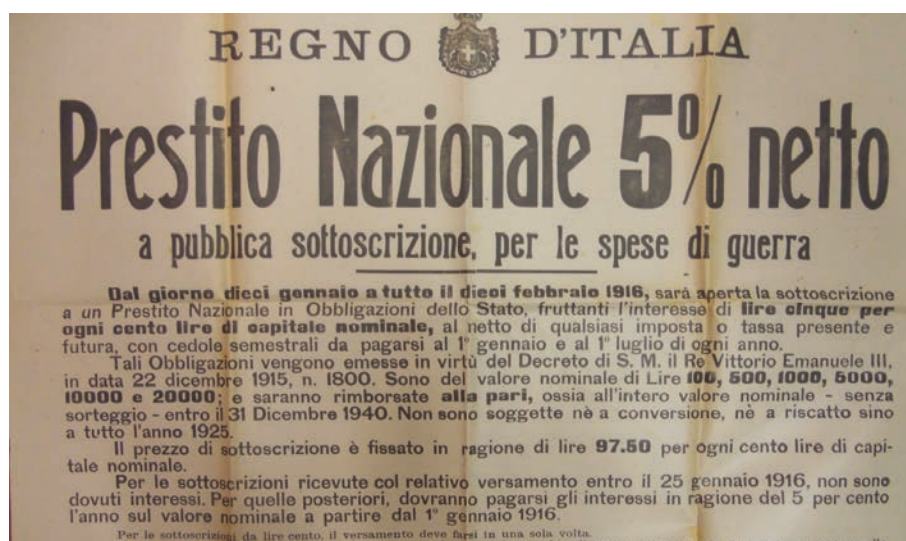 REGNO D'ITALIA
Prestito Nazionale 5% netto
a pubblica sottoscrizione, per le spese di guerra
Dal giorno dieci gennaio a tutto il dieci febbraio 1916, sarà aperta la sottoscrizione
a un Prestito Nazionale in Obbligazioni dello Stato, fruttanti l'interesse di lire cinque per
ogni cento lire di capitale nominale, al netto di qualsiasi imposta o tassa presente e
futura, con cedole semestrali da pagarsi al 1° gennaio e al 1° luglio di ogni anno.
Tali Obbligazioni vengono emesse in virtù del Decreto di S. M. il Re Vittorio Emanuele III,
in data 22 dicembre 1915, n. 1800. Sono del valore nominale di Lire 100, 500, 1000, 5000,
10000 e 20000; e saranno rimborsate alla pari, ossia all'intero valore nominale - senza
sorteggio - entro il 31 Dicembre 1940. Non sono soggette nè a conversione, nè a riscatto sino
a tutto l'anno 1925.
Il prezzo di sottoscrizione è fissato in ragione di lire 97.50 per ogni cento lire di capi-
tale nominale.
Per le sottoscrizioni ricevute col relativo versamento entro il 25 gennaio 1916, non sono
dovuti interessi. Per quelle posteriori, dovranno pagarsi gli interessi in ragione del 5 per cento
l'anno sul valore nominale a partire dal 1° gennaio 1916.
Per le sottoscrizioni da lire cento, il versamento deve farsi in una sola volta.